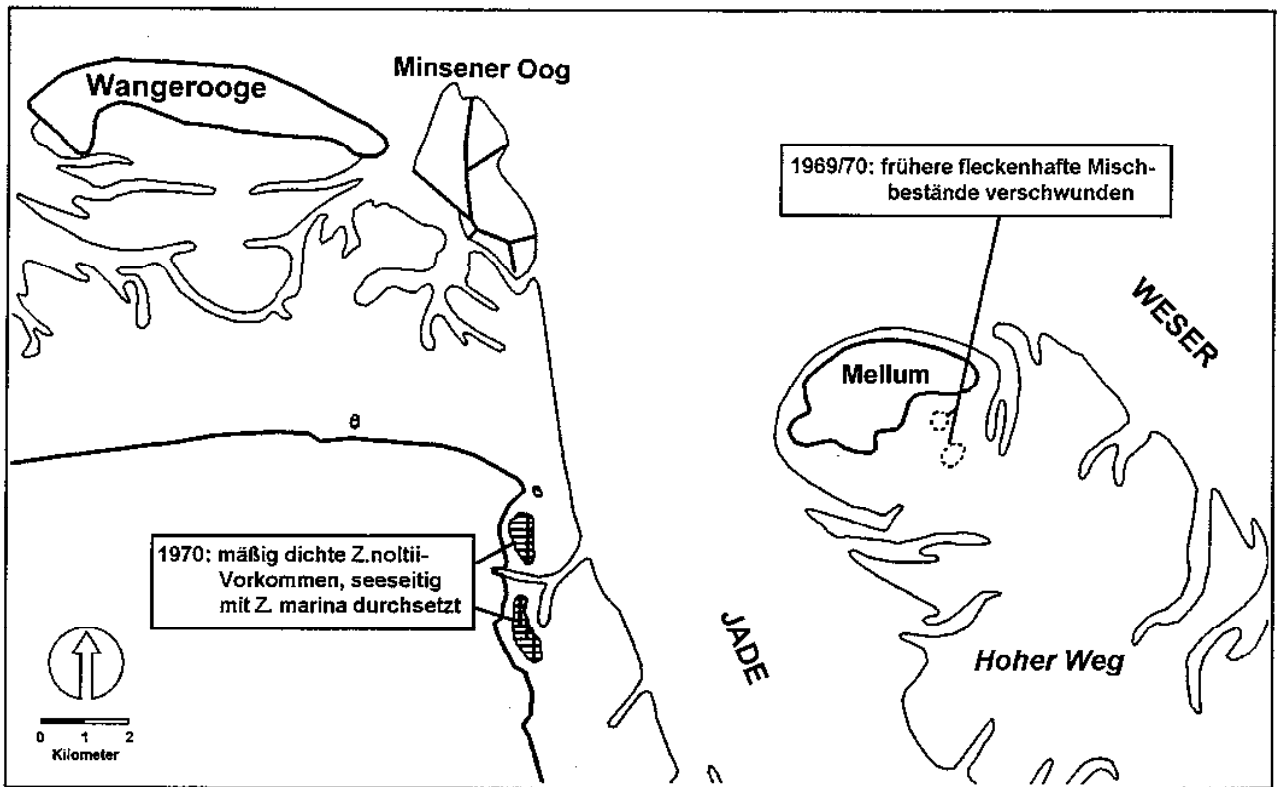 Wangerooge
Minsener Oog
1969/70: frühere fleckenhafte Misch-
bestände verschwunden
WESER
Mellum
1970: mäßig dichte Z.noltii-
Vorkommen, seeseitig
mit Z. marina durchsetzt
JADE
Hoher Weg
0 1 2
Kilometer